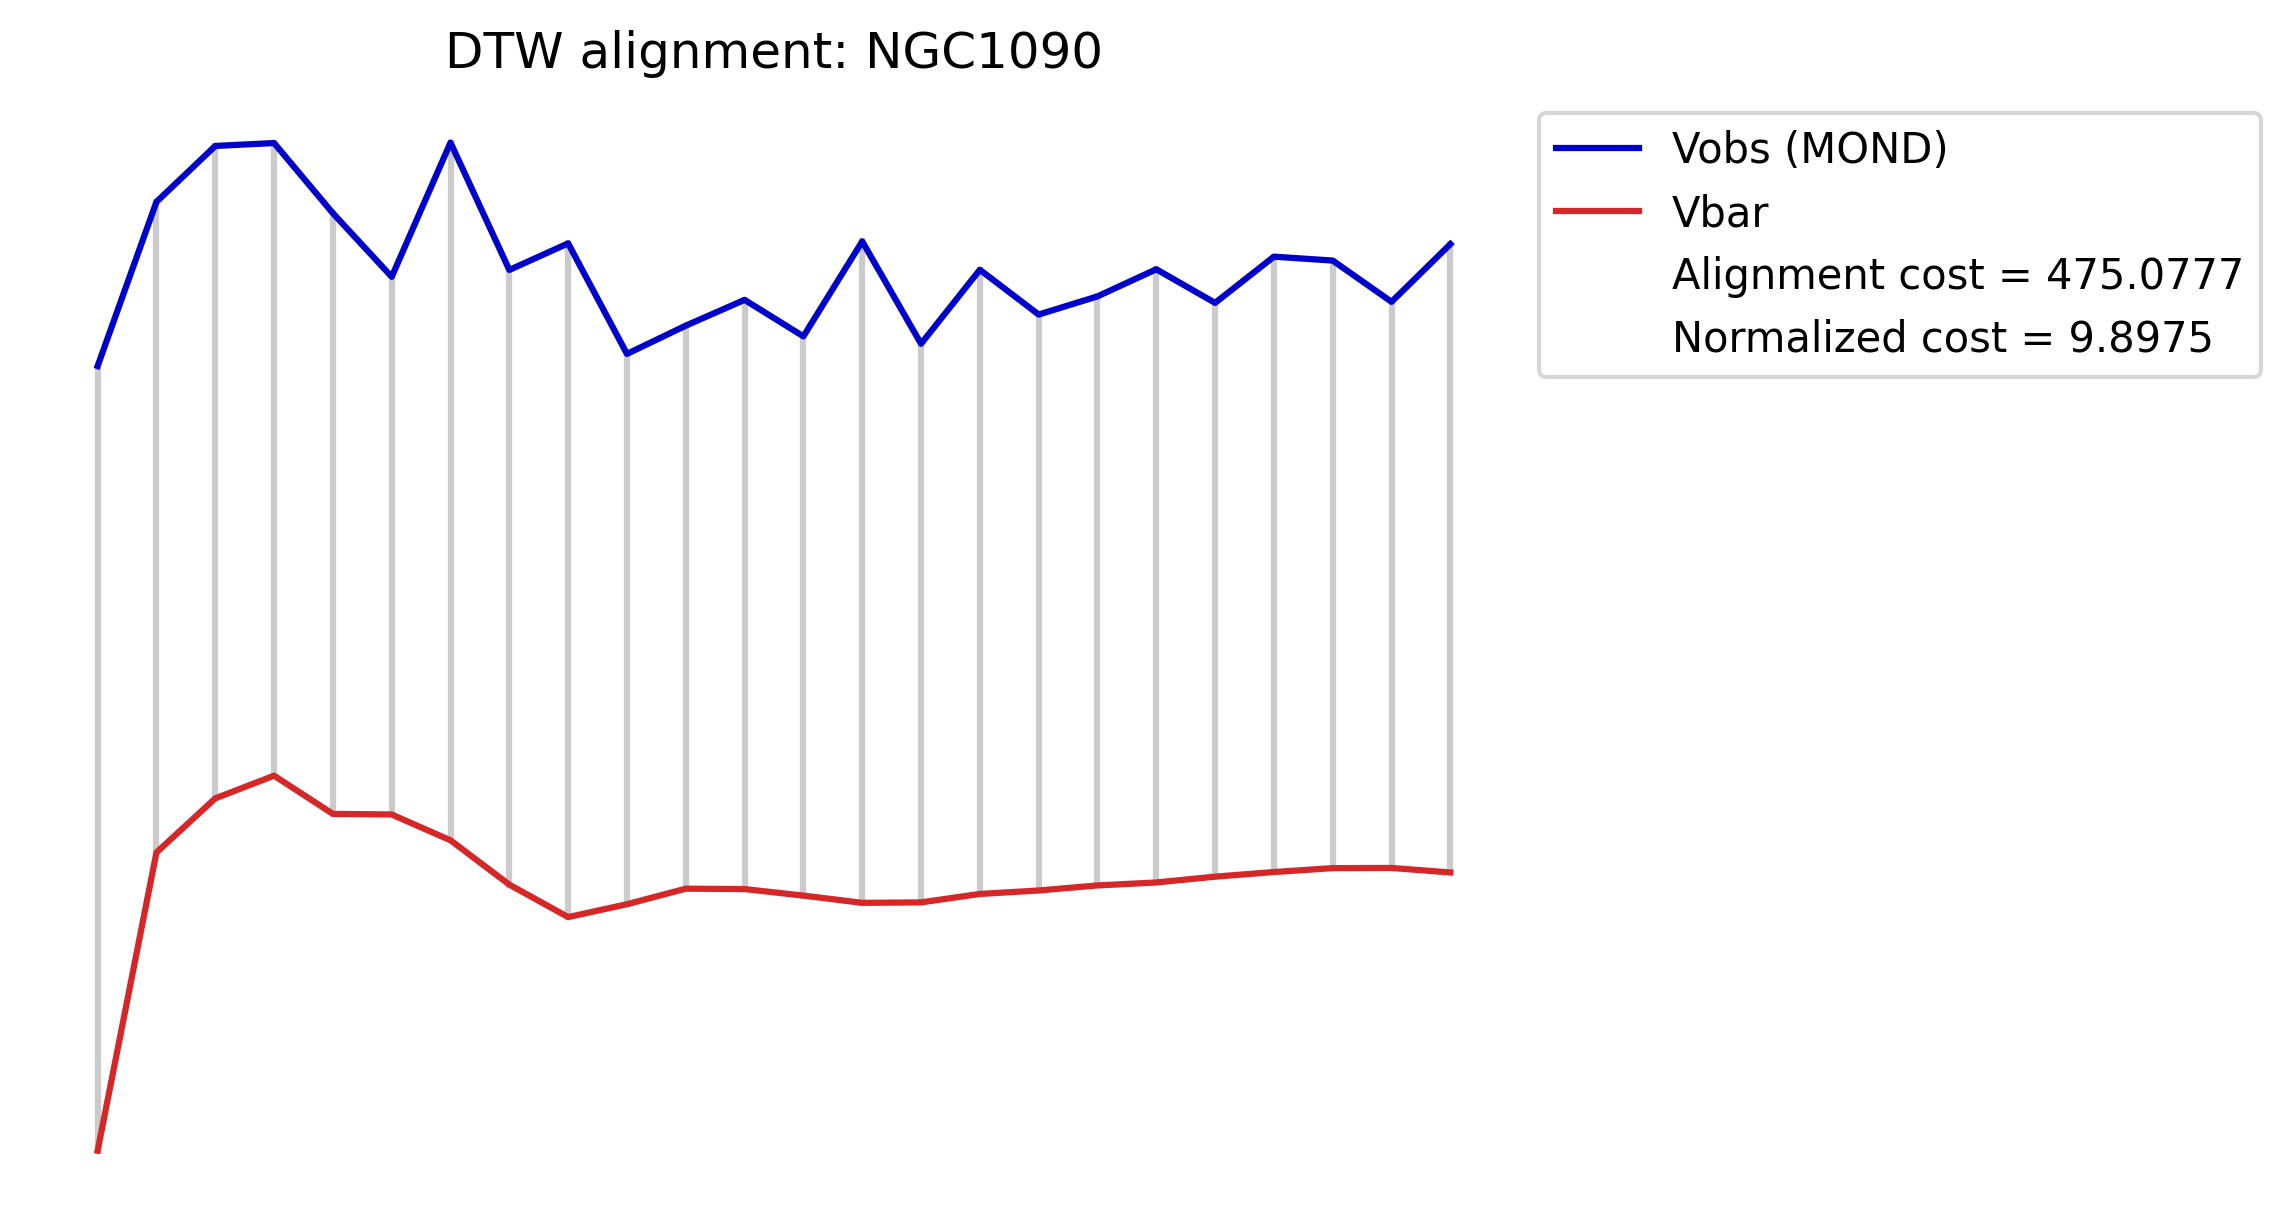 DTW alignment: NGC1090
Vobs (MOND)
Vbar
Alignment cost = 475.0777
Normalized cost = 9.8975